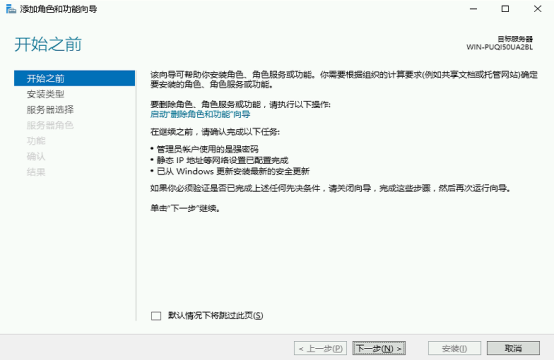 添加角色和功能向导
开始之前
目标服务器
WIN-PUQI50UA2BL
开始之前
安装类型
服务器选择
服务器角色
功能
确认
结果
该向导可帮助你安装角色、角色服务或功能。你需要根据组织的计算要求(例如共享文档或托管网站)确定
要安装的角色、角色服务或功能。
要删除角色、角色服务或功能，请执行以下操作:
启动“删除角色和功能”向导
在继续之前，请确认完成以下任务:
• 管理员帐户使用的是强密码
• 静态 IP 地址等网络设置已配置完成
• 已从 Windows 更新安装最新的安全更新
如果你必须验证是否已完成上述任何先决条件，请关闭向导，完成这些步骤，然后再次运行向导。
单击“下一步”继续。
默认情况下将跳过此页(S)
< 上一步(P)
下一步(N) >
安装(I)
取消